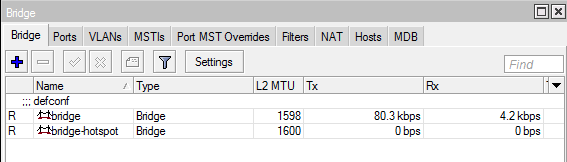 Bridge
Bridge Ports VLANs MSTIs Port MST Overrides Filters NAT Hosts MDB
Settings Find
Name Type L2 MTU Tx Rx
;;; defconf
R bridge Bridge 1598 80.3 kbps 4.2 kbps
R bridge-hotspot Bridge 1600 0 bps 0 bps